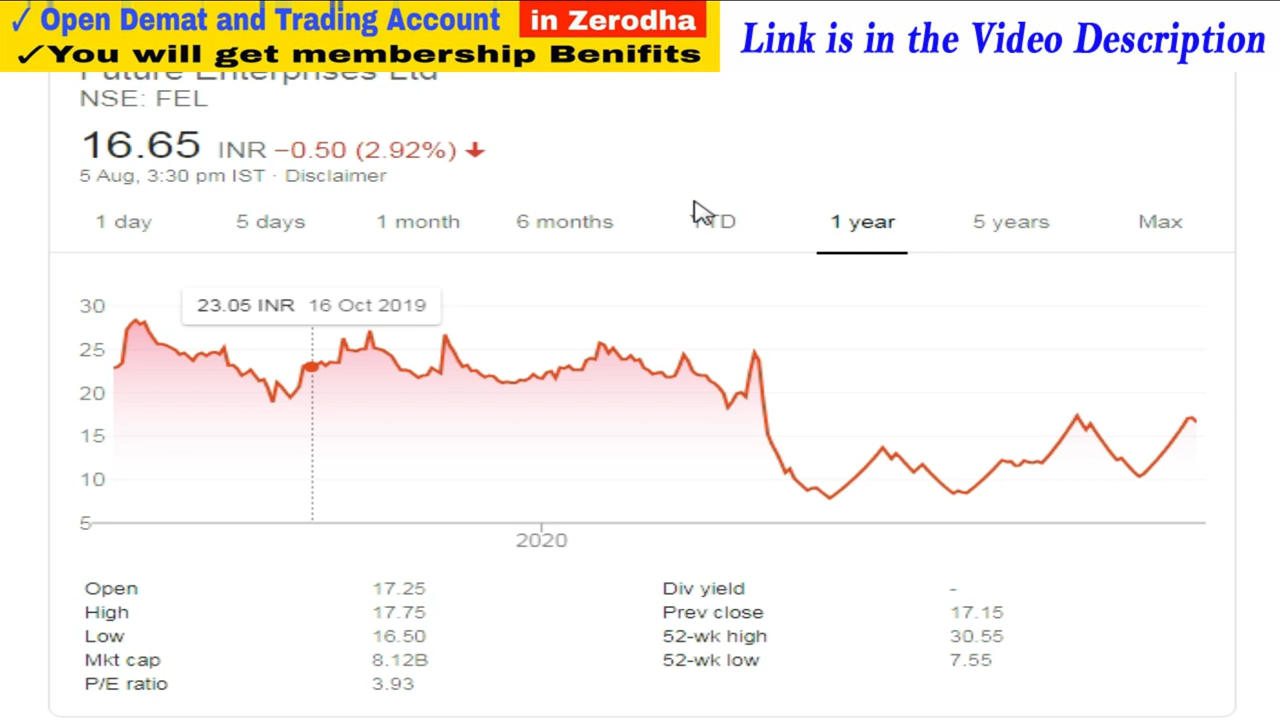 ✓ Open Demat and Trading Account in Zerodha
✓You will get membership Benifits
Link is in the Video Description
Future Enterprises Ltd
NSE: FEL
16.65 INR −0.50 (2.92%)
5 Aug, 3:30 pm IST · Disclaimer
1 day 5 days 1 month 6 months YTD 1 year 5 years Max
23.05 INR 16 Oct 2019
30
25
20
15
10
5
2020
Open 17.25 Div yield -
High 17.75 Prev close 17.15
Low 16.50 52-wk high 30.55
Mkt cap 8.12B 52-wk low 7.55
P/E ratio 3.93